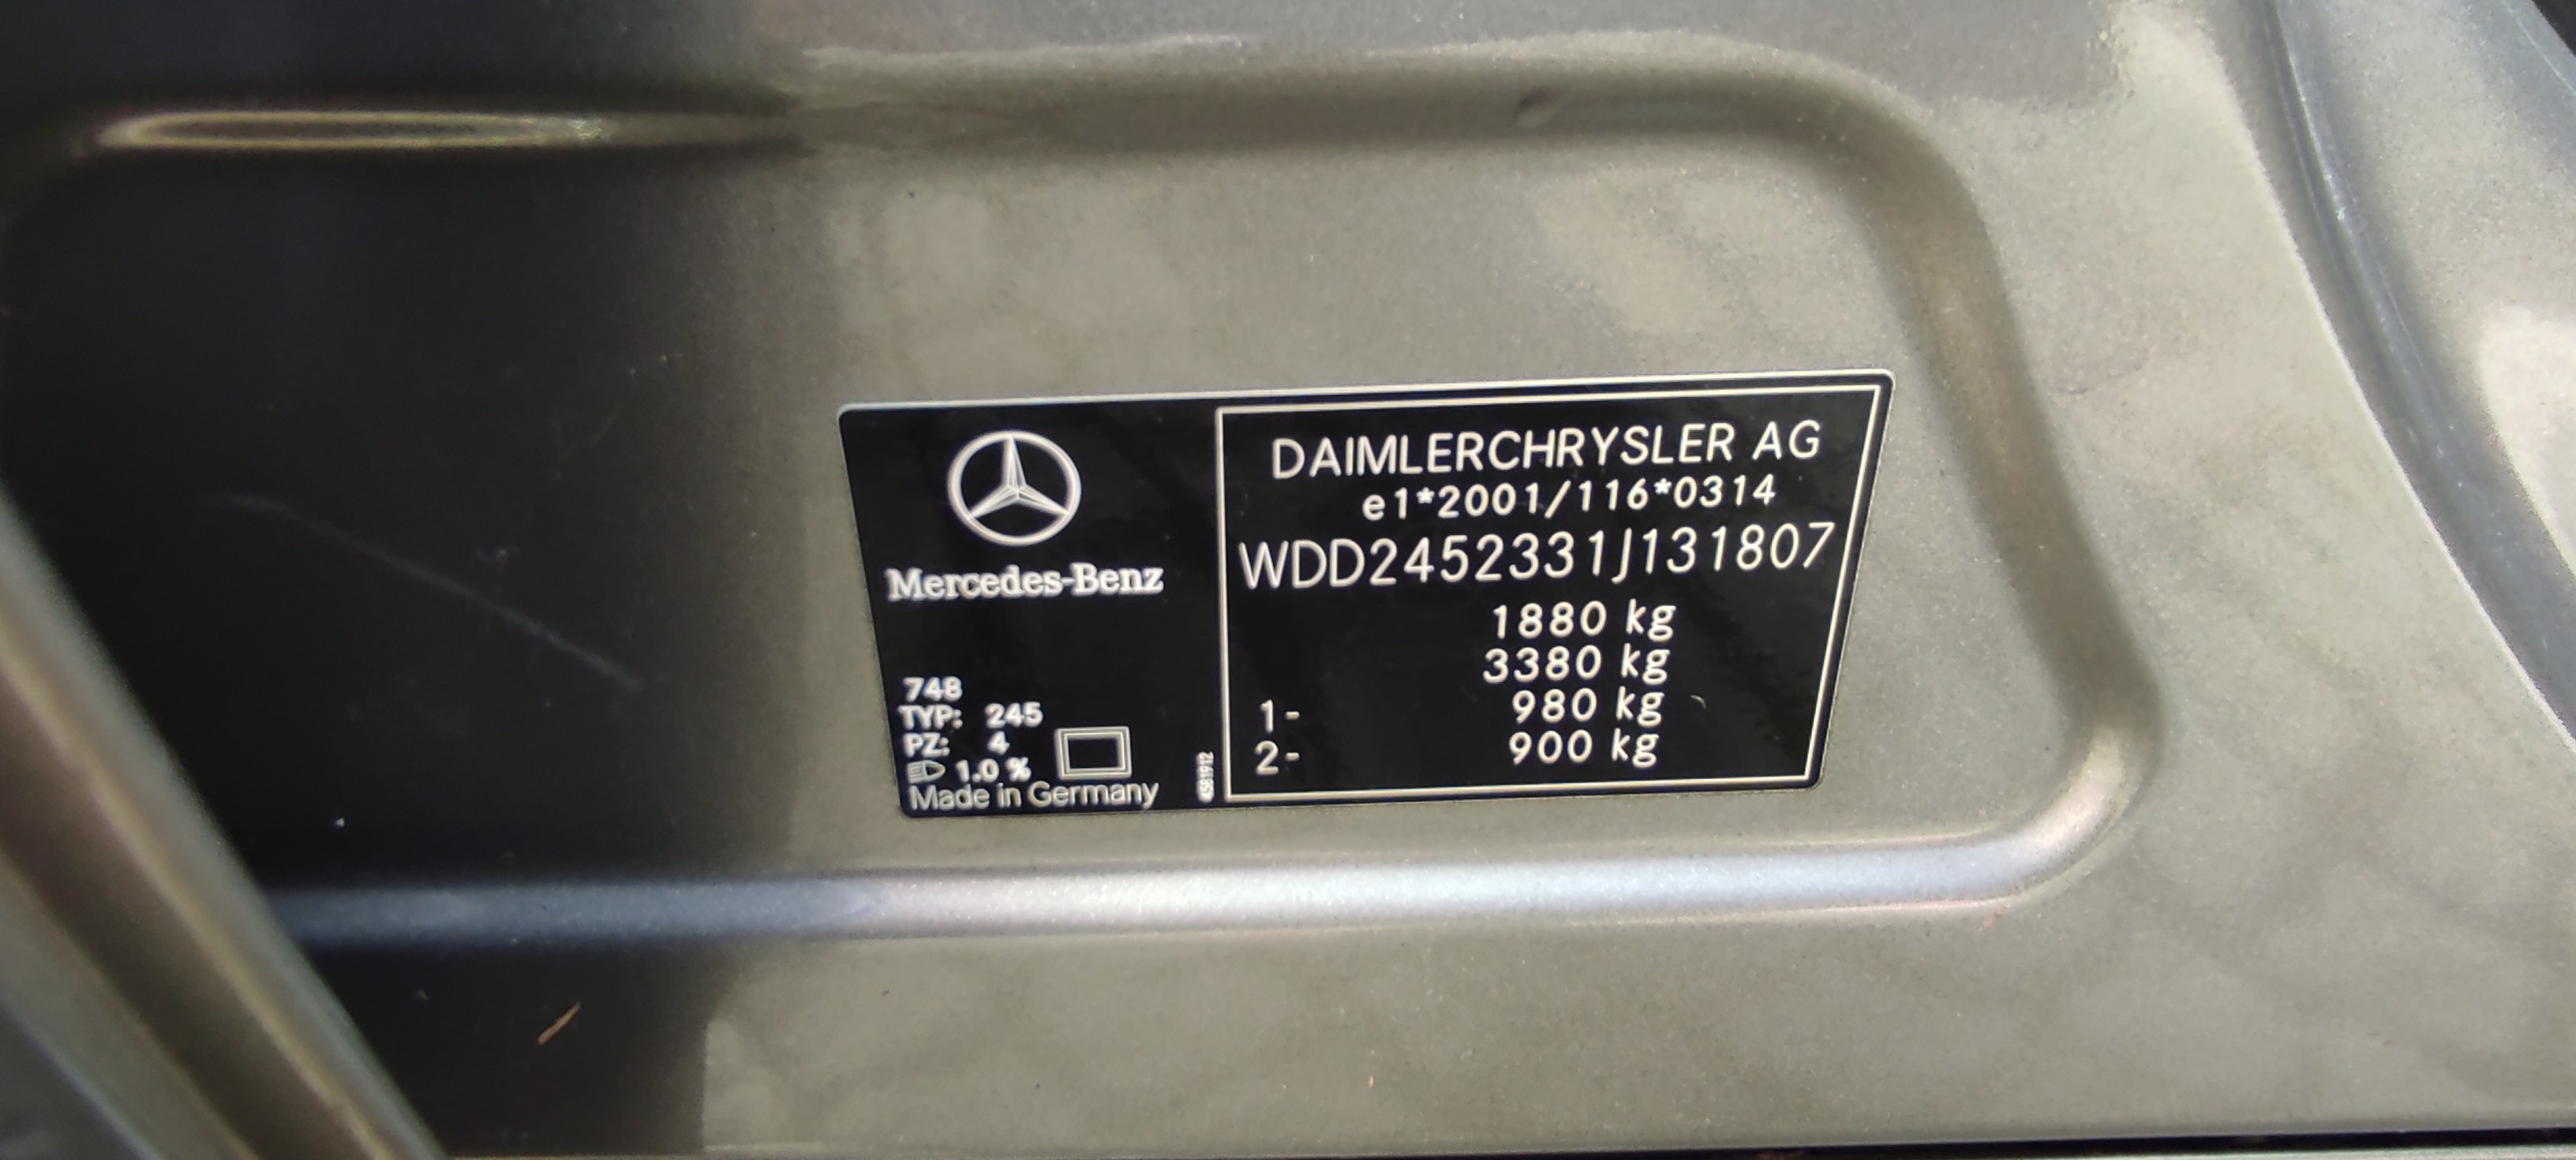 Mercedes-Benz
748
TYP: 245
PZ: 4
1.0 %
Made in Germany
4581912
DAIMLERCHRYSLER AG
e1*2001/116*0314
WDD2452331J131807
1880 kg
3380 kg
1- 980 kg
2- 900 kg